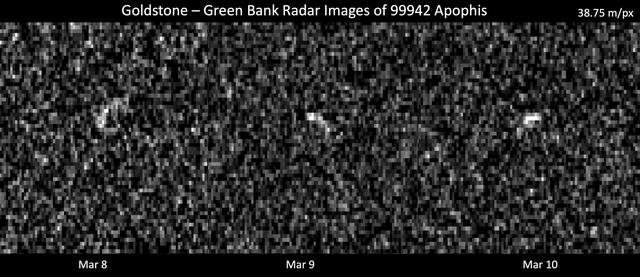 Goldstone – Green Bank Radar Images of 99942 Apophis
38.75 m/px
Mar 8 Mar 9 Mar 10